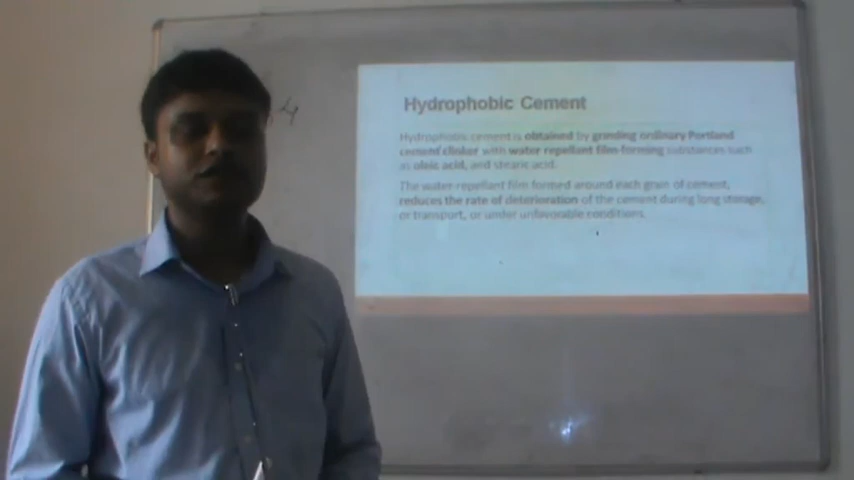 Hydrophobic Cement
Hydrophobic cement is obtained by grinding ordinary Portland
cement clinker with water repellant film-forming substances such
as oleic acid, and stearic acid.
The water-repellant film formed around each grain of cement,
reduces the rate of deterioration of the cement during long storage,
or transport, or under unfavorable conditions.